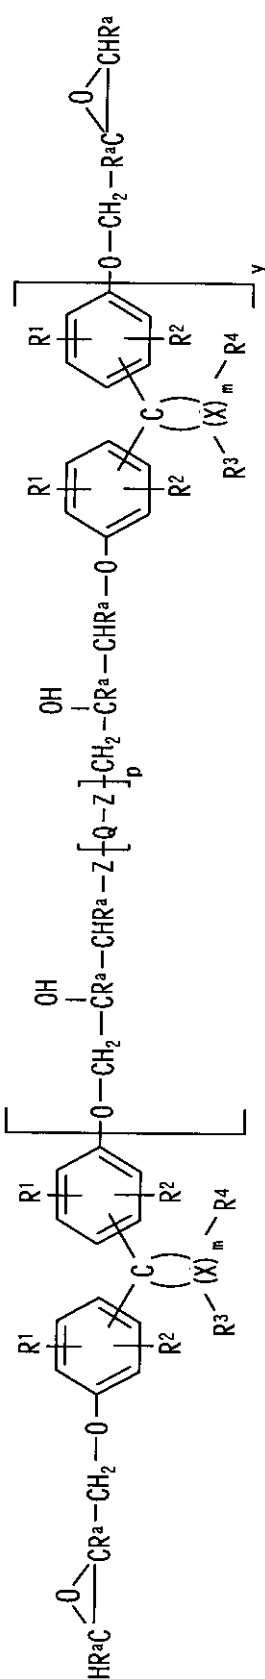 R¹ R¹ R¹ R¹
OH OH
O O
HRᵃC—CRᵃ—CH₂—O— —O—CH₂—CRᵃ—CHRᵃ—Z—[Q—Z]ₚ—CH₂—CRᵃ—CHRᵃ—O— —O—CH₂—RᵃC—CHRᵃ
C C
R² R² R² R²
(X)ₘ (X)ₘ
R³ R⁴ R³ R⁴
y